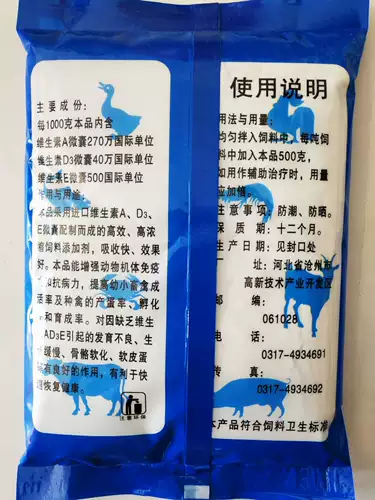 主要成份：
每1000克本品内含
维生素A微囊270万国际单位
维生素D3微囊40万国际单位
维生素E微囊500国际单位
作用与用途：
本品采用进口维生素A、D3、
E微囊配制而成的高效、高浓
缩饲料添加剂，吸收快、效果
好。本品能增强动物机体免疫
力和抗病力，提高幼小畜禽成
活率及种禽的产蛋率、孵化
率和育成率。对因缺乏维生
素AD3E引起的发育不良、生
长缓慢、骨骼软化、软皮蛋
等有良好的作用，有利于快
速恢复健康。
注意环保
使用说明
用法与用量：
均匀拌入饲料中，每吨饲
料中加入本品500克，
如用作辅助治疗时，用量
应加倍。
注意事项：防潮、防晒。
保质期：十二个月。
生产日期：见封口处
址：河北省沧州市
高新技术产业开发区
邮编：
061028
电话：
0317-4934691
传真：
0317-4934692
本产品符合饲料卫生标准